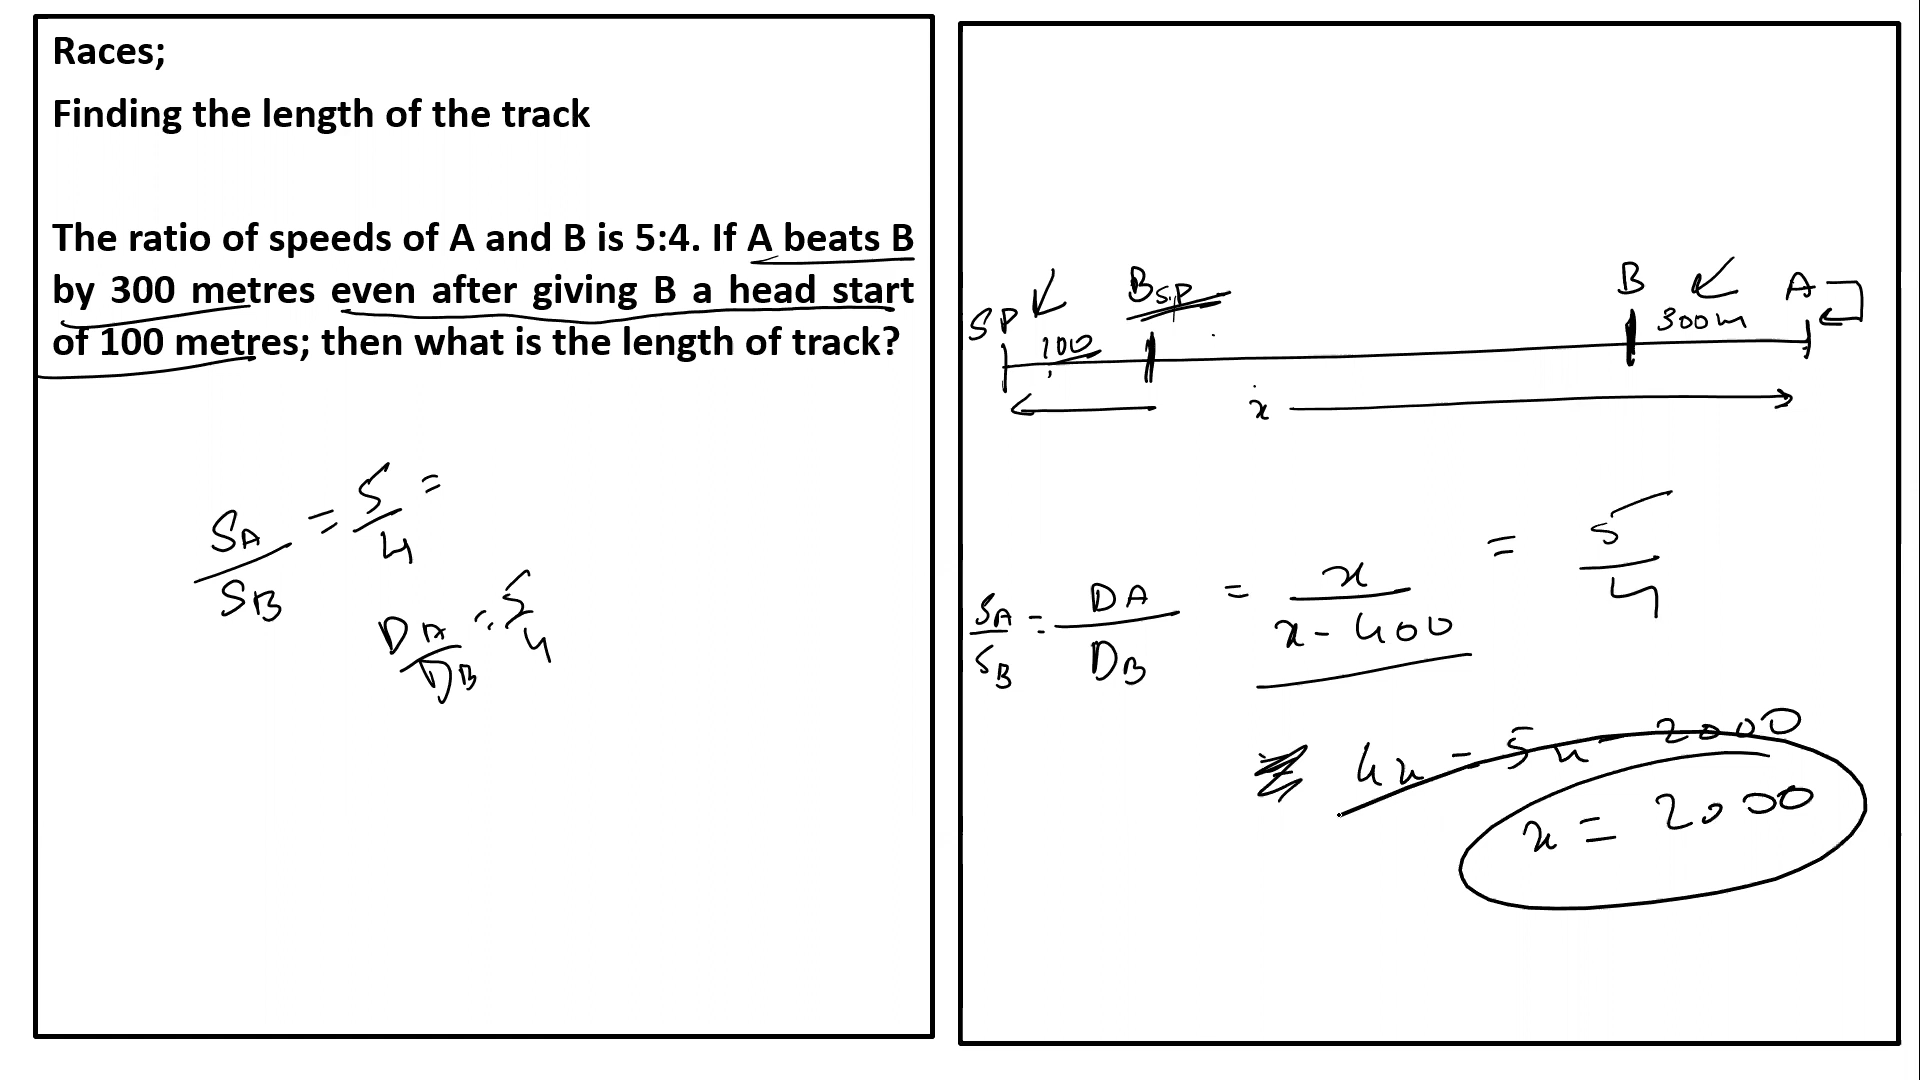 Races;
Finding the length of the track
The ratio of speeds of A and B is 5:4. If A beats B
by 300 metres even after giving B a head start
of 100 metres; then what is the length of track?
SA/SB = 5/4 =
DA/DB = 5/4
SP 100 BS.P B 300m A
x
SA/SB = DA/DB = x/x-400 = 5/4
4x = 5x - 2000
x = 2000